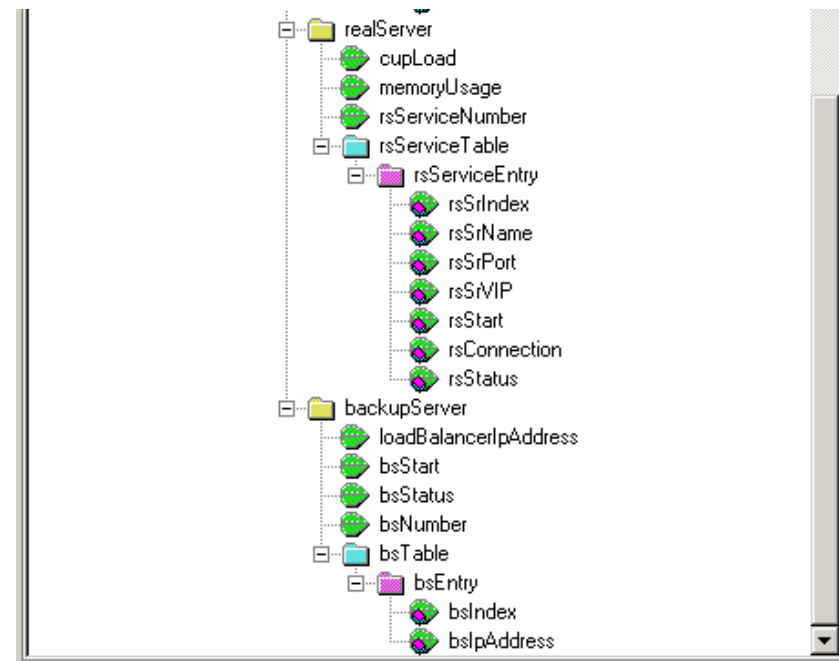 realServer
cupLoad
memoryUsage
rsServiceNumber
rsServiceTable
rsServiceEntry
rsSrIndex
rsSrName
rsSrPort
rsSrVIP
rsStart
rsConnection
rsStatus
backupServer
loadBalancerIpAddress
bsStart
bsStatus
bsNumber
bsTable
bsEntry
bsIndex
bsIpAddress